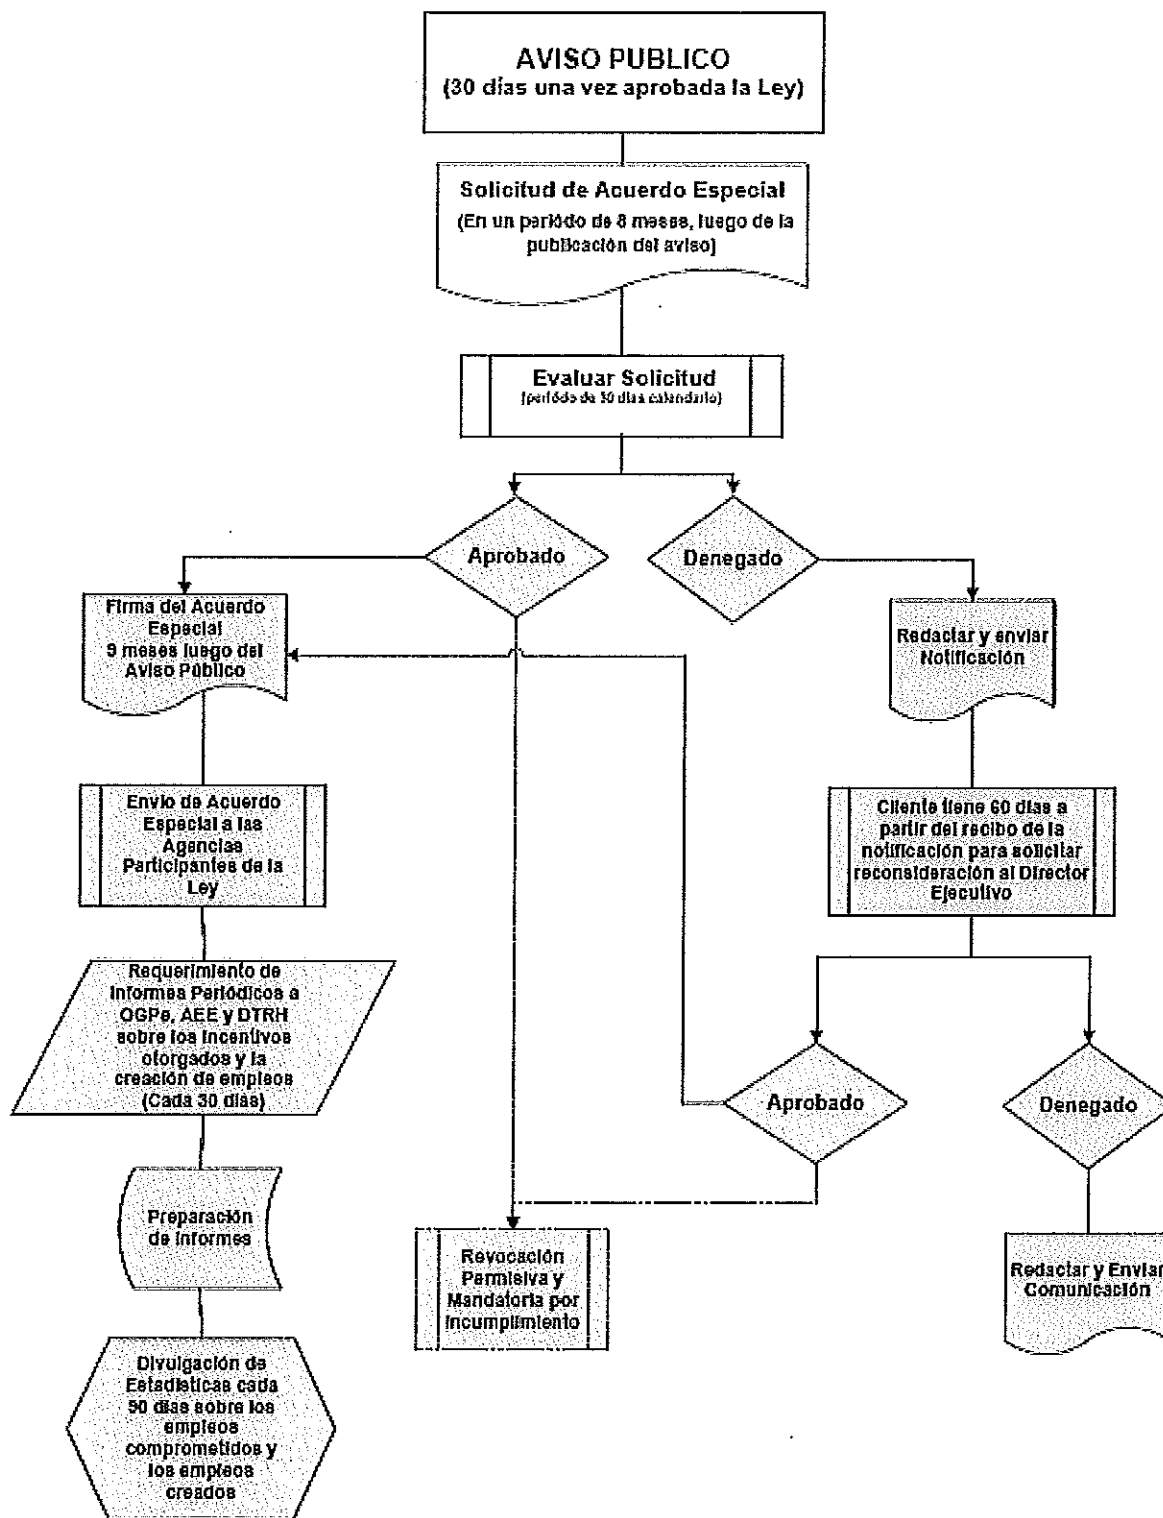 AVISO PUBLICO
(30 días una vez aprobada la Ley)
Solicitud de Acuerdo Especial
(En un periódo de 8 meses, luego de la
publicación del aviso)
Evaluar Solicitud
(periódo de días calendario)
Aprobado
Denegado
Firma del Acuerdo
Especial
9 meses luego del
Aviso Público
Redactar y enviar
Notificación
Envío de Acuerdo
Especial a las
Agencias
Participantes de la
Ley
Cliente tiene 60 días a
partir del recibo de la
notificación para solicitar
reconsideración al Director
Ejecutivo
Requerimiento de
Informes Periódicos a
OGPe, AEE y DTRH
sobre los incentivos
otorgados y la
creación de empleos
(Cada 30 días)
Aprobado
Denegado
Preparación
de Informes
Revocación
Permisiva y
Mandatoria por
Incumplimiento
Redactar y Enviar
Comunicación
Divulgación de
Estadísticas cada
días sobre los
empleos
comprometidos y
los empleos
creados